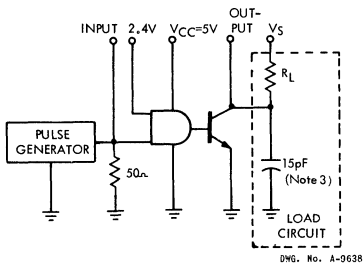 INPUT 2.4V VCC=5V OUT-
PUT VS
RL
PULSE
GENERATOR
50Ω
15pF
(Note 3)
LOAD
CIRCUIT
DWG. No. A-9638